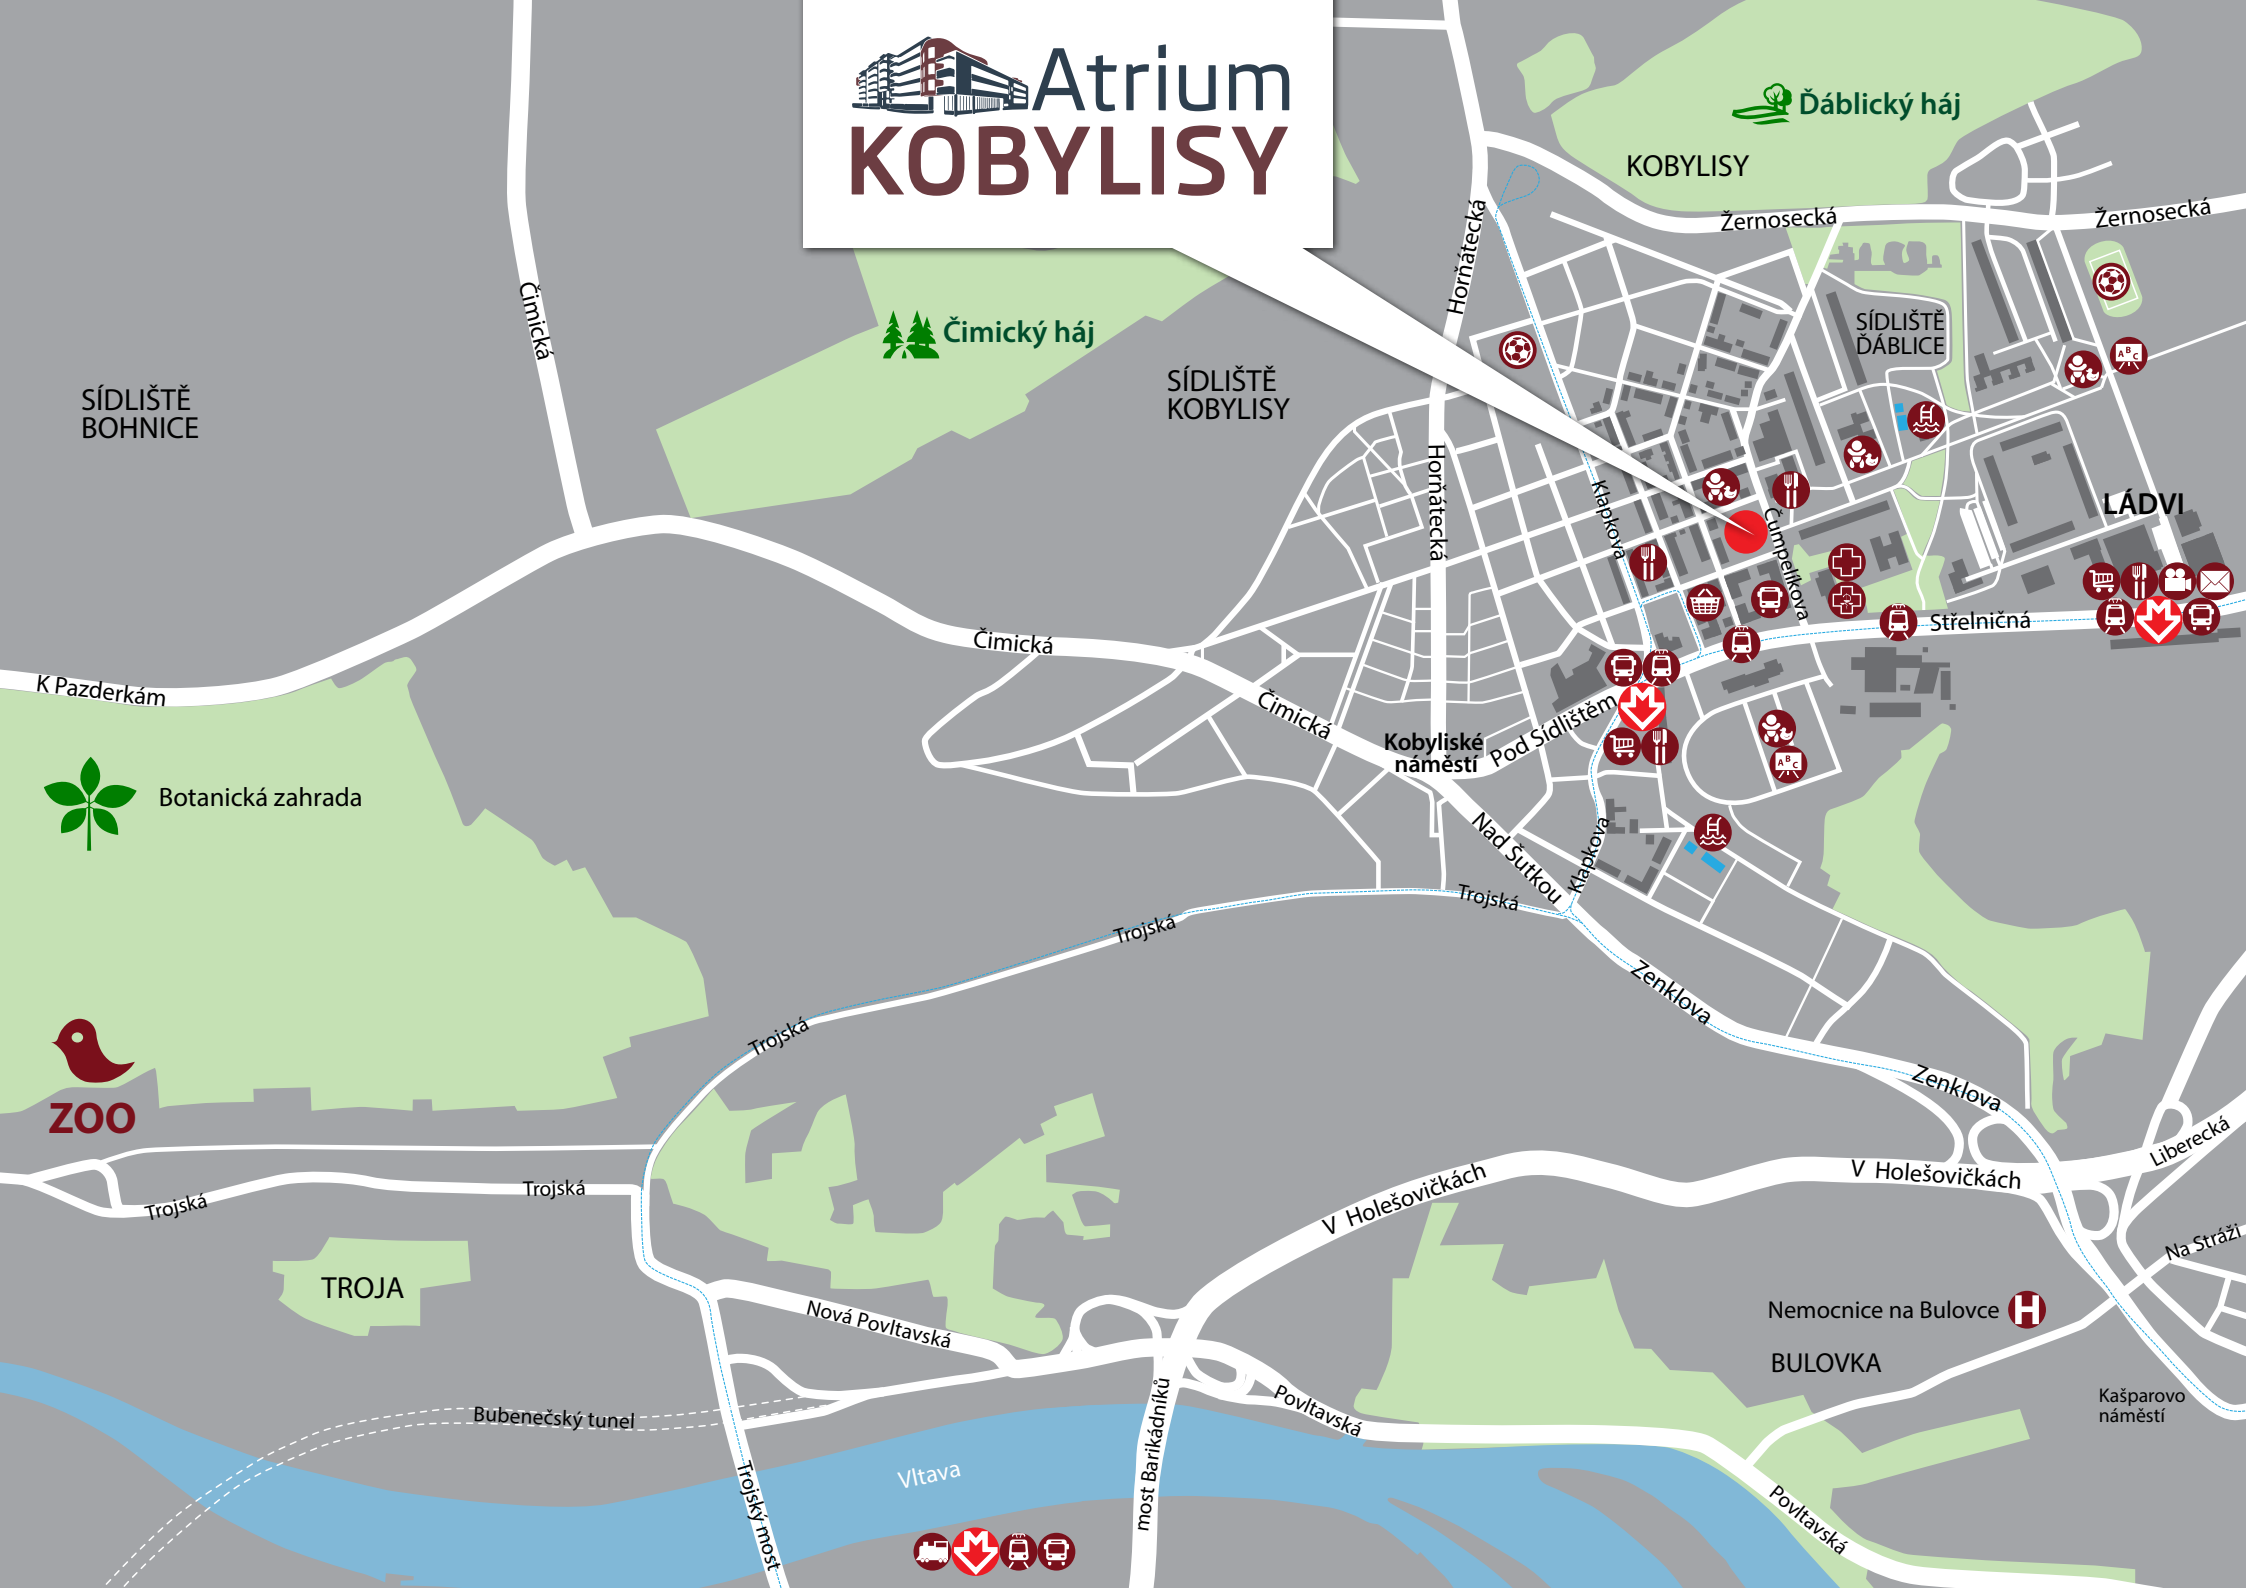 Atrium
KOBYLISY
Ďáblický háj
KOBYLISY
Žernosecká
Žernosecká
Horňátecká
Čimická
Čimický háj
SÍDLIŠTĚ
ĎÁBLICE
SÍDLIŠTĚ
KOBYLISY
SÍDLIŠTĚ
BOHNICE
A B C
Horňátecká
Klapkova
LÁDVI
Čumpelíkova
Střelničná
Čimická
K Pazderkám
Čimická
Pod Sídlištěm
Kobyliské
náměstí
A B C
Botanická zahrada
Nad Šutkou
Klapkova
Trojská
Trojská
Zenklova
Trojská
ZOO
Zenklova
Liberecká
V Holešovičkách
V Holešovičkách
Trojská
Trojská
Na Stráži
TROJA
Nová Povltavská
Nemocnice na Bulovce
H
BULOVKA
Kašparovo
náměstí
Bubenečský tunel
Povltavská
most Barikádníků
Vltava
Trojský most
Povltavská
M
M
M